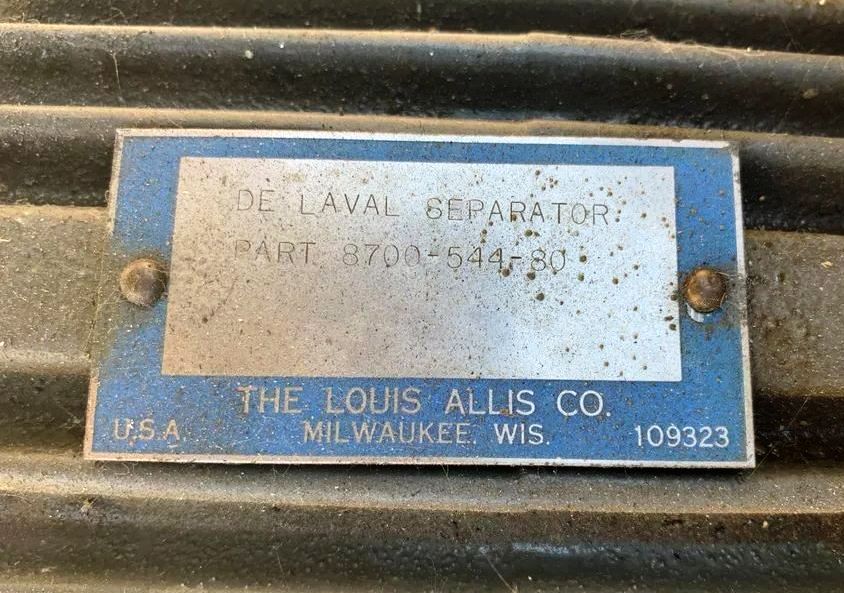 DE LAVAL SEPARATOR
PART 8700-544-80
THE LOUIS ALLIS CO.
U.S.A. MILWAUKEE, WIS. 109323